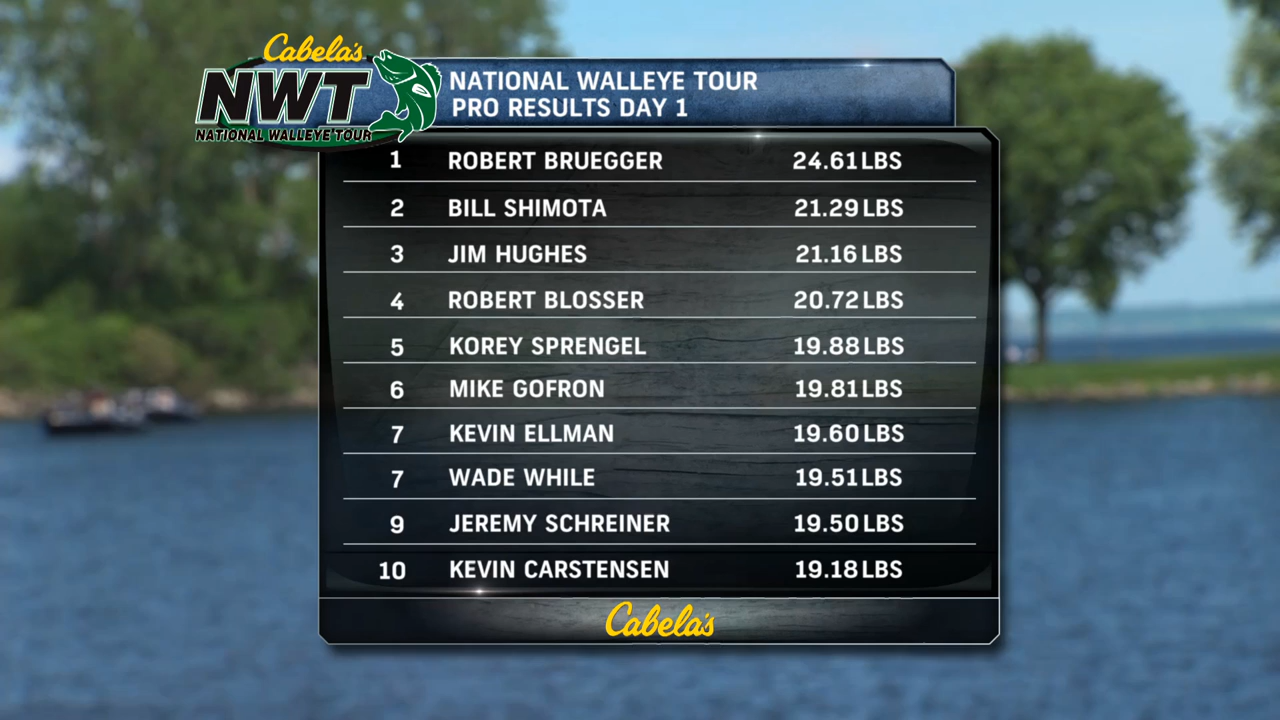 Cabela's
NWT
NATIONAL WALLEYE TOUR
NATIONAL WALLEYE TOUR
PRO RESULTS DAY 1
1 ROBERT BRUEGGER 24.61 LBS
2 BILL SHIMOTA 21.29 LBS
3 JIM HUGHES 21.16 LBS
4 ROBERT BLOSSER 20.72 LBS
5 KOREY SPRENGEL 19.88 LBS
6 MIKE GOFRON 19.81 LBS
7 KEVIN ELLMAN 19.60 LBS
7 WADE WHILE 19.51 LBS
9 JEREMY SCHREINER 19.50 LBS
10 KEVIN CARSTENSEN 19.18 LBS
Cabela's